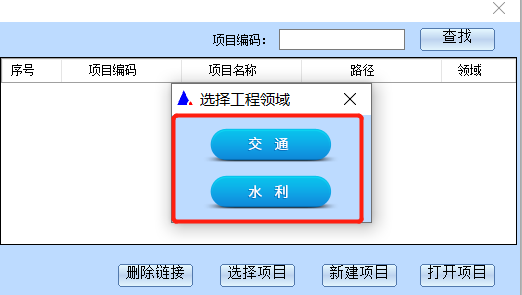 项目编码： 查找
序号 项目编码 项目名称 路径 领域
选择工程领域
交 通
水 利
删除链接 选择项目 新建项目 打开项目